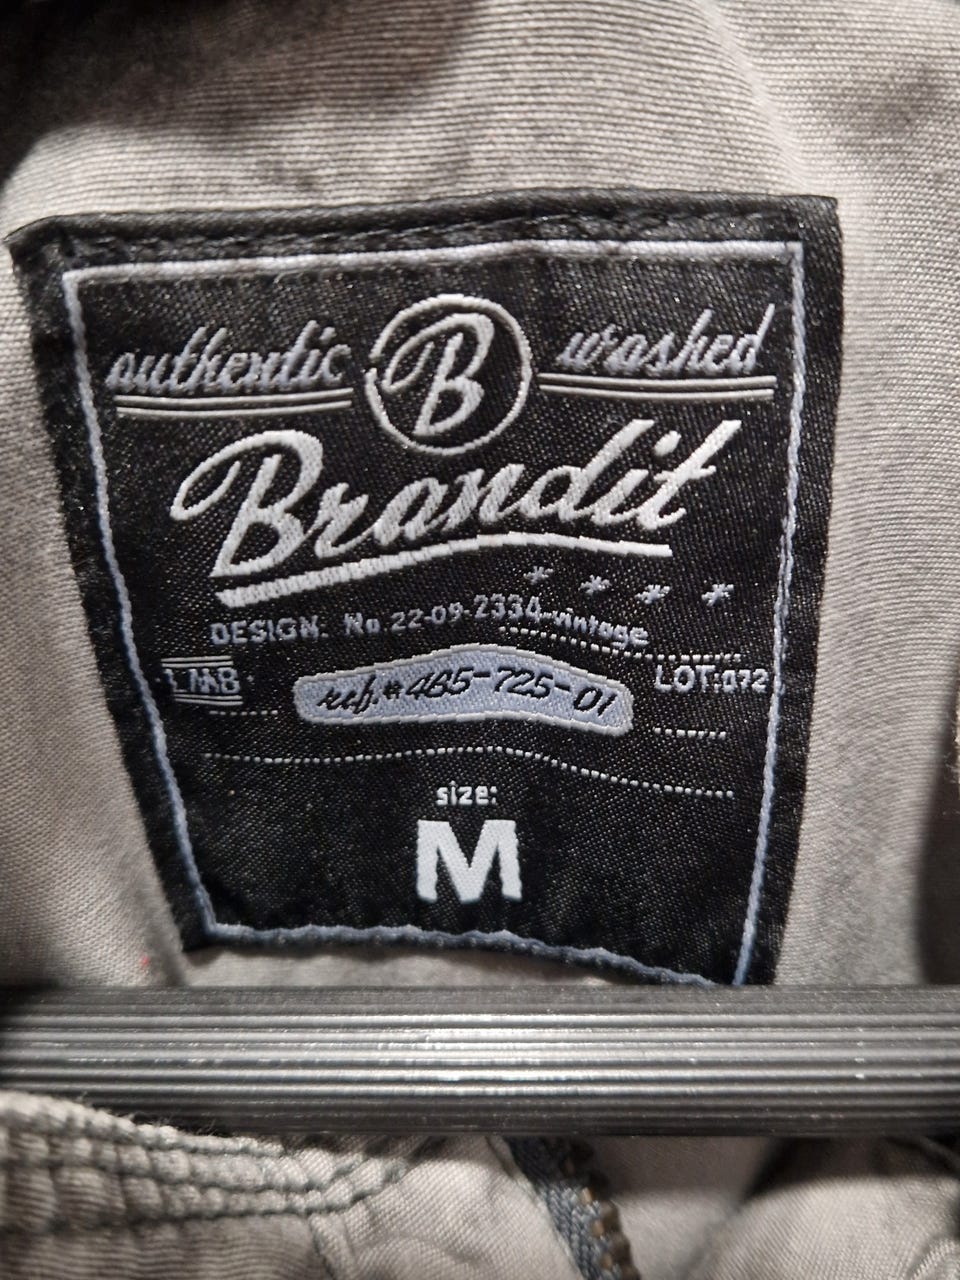 authentic B washed
Brandit
* * * *
DESIGN. No. 22-09-2334-vintage
LOT:072
ref.#465-725-01
size:
M